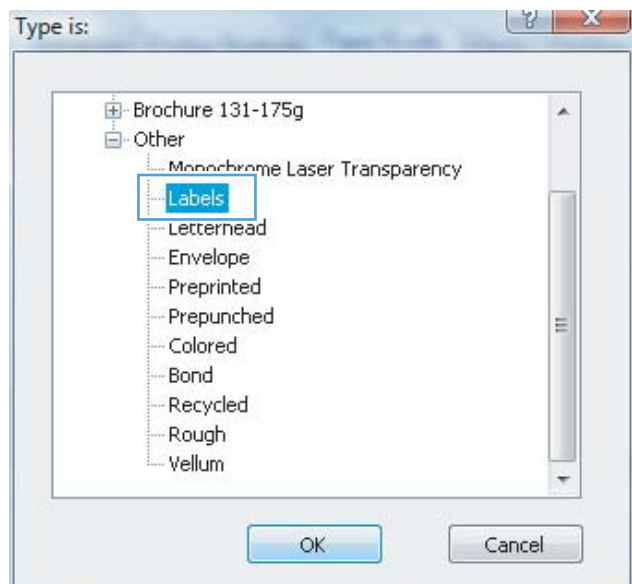 Type is:
Brochure 131-175g
Other
Monochrome Laser Transparency
Labels
Letterhead
Envelope
Preprinted
Prepunched
Colored
Bond
Recycled
Rough
Vellum
OK Cancel